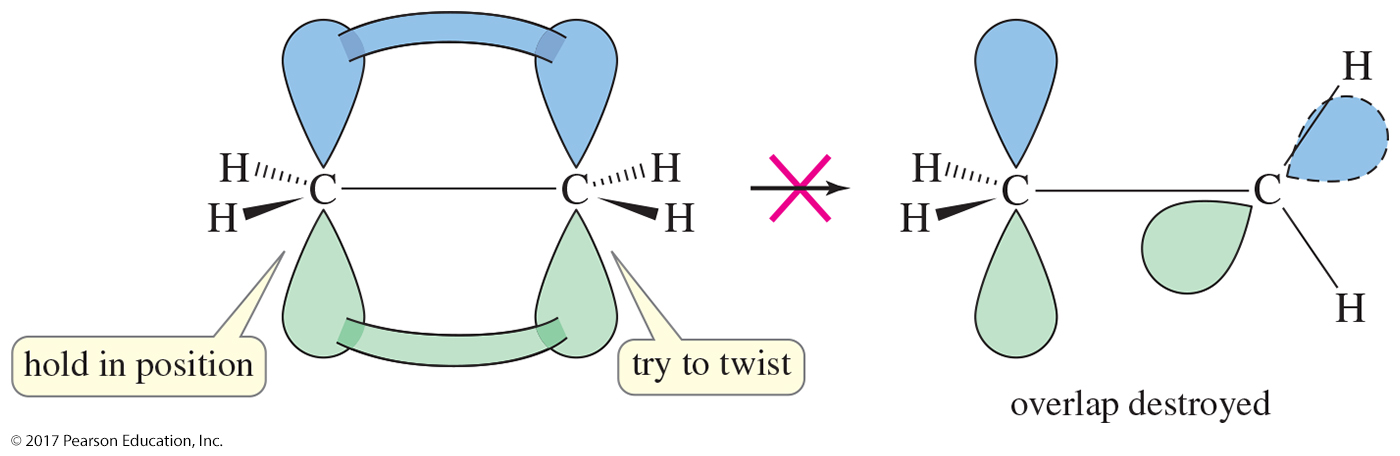 H C C H
H H
H C C H
H H
hold in position
try to twist
overlap destroyed
© 2017 Pearson Education, Inc.